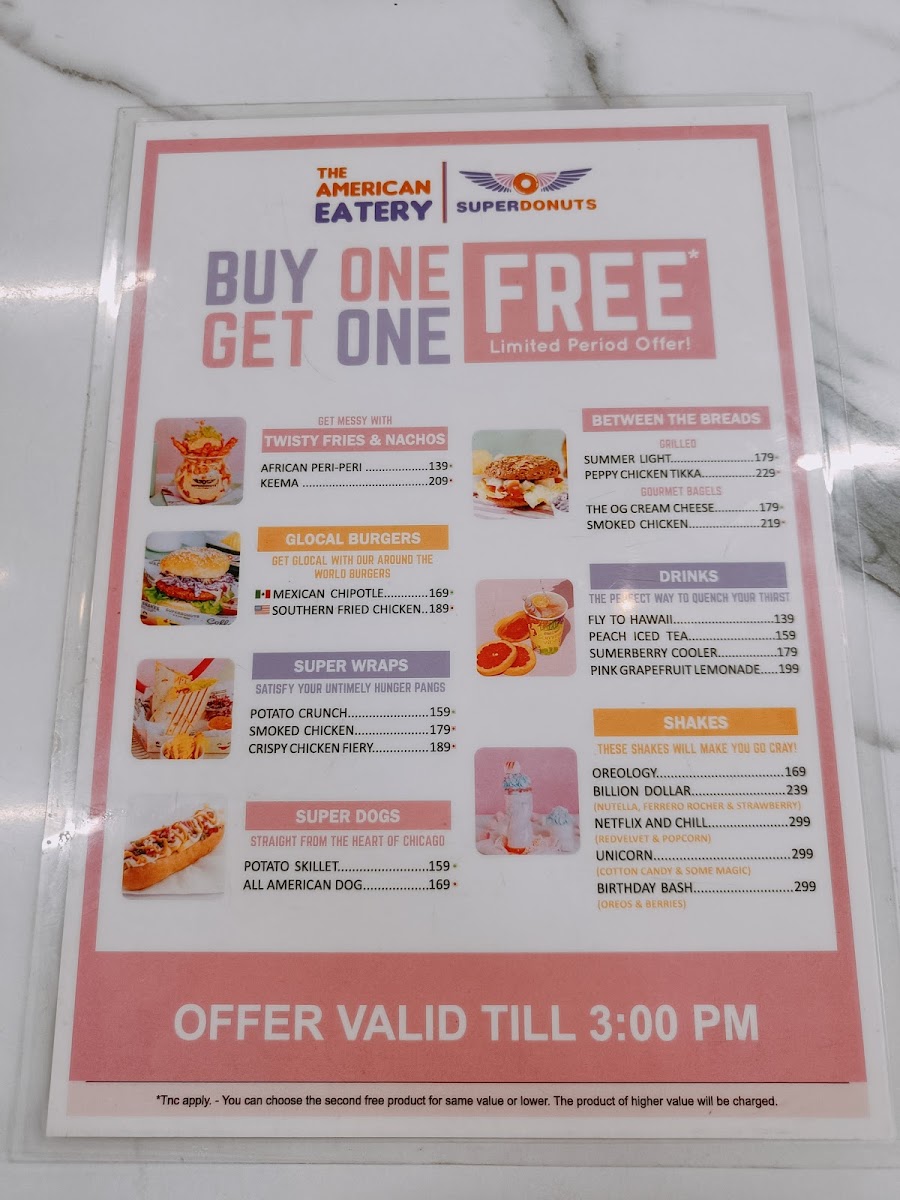 THE
AMERICAN
EATERY
SUPERDONUTS
BUY ONE
GET ONE
FREE*
Limited Period Offer!
GET MESSY WITH
TWISTY FRIES & NACHOS
AFRICAN PERI-PERI ..................139
KEEMA ...................................209
GLOCAL BURGERS
GET GLOCAL WITH OUR AROUND THE
WORLD BURGERS
MEXICAN CHIPOTLE............169
SOUTHERN FRIED CHICKEN..189
SUPER WRAPS
SATISFY YOUR UNTIMELY HUNGER PANGS
POTATO CRUNCH.......................159
SMOKED CHICKEN.....................179
CRISPY CHICKEN FIERY................189
SUPER DOGS
STRAIGHT FROM THE HEART OF CHICAGO
POTATO SKILLET.........................159
ALL AMERICAN DOG..................169
BETWEEN THE BREADS
GRILLED
SUMMER LIGHT........................179
PEPPY CHICKEN TIKKA...............229
GOURMET BAGELS
THE OG CREAM CHEESE.............179
SMOKED CHICKEN....................219
DRINKS
THE PERFECT WAY TO QUENCH YOUR THIRST
FLY TO HAWAII.............................139
PEACH ICED TEA........................159
SUMERBERRY COOLER.................179
PINK GRAPEFRUIT LEMONADE.....199
SHAKES
THESE SHAKES WILL MAKE YOU GO CRAY!
OREOLOGY....................................169
BILLION DOLLAR...........................239
(NUTELLA, FERRERO ROCHER & STRAWBERRY)
NETFLIX AND CHILL.......................299
(REDVELVET & POPCORN)
UNICORN.......................................299
(COTTON CANDY & SOME MAGIC)
BIRTHDAY BASH............................299
(OREOS & BERRIES)
OFFER VALID TILL 3:00 PM
*Tnc apply. - You can choose the second free product for same value or lower. The product of higher value will be charged.